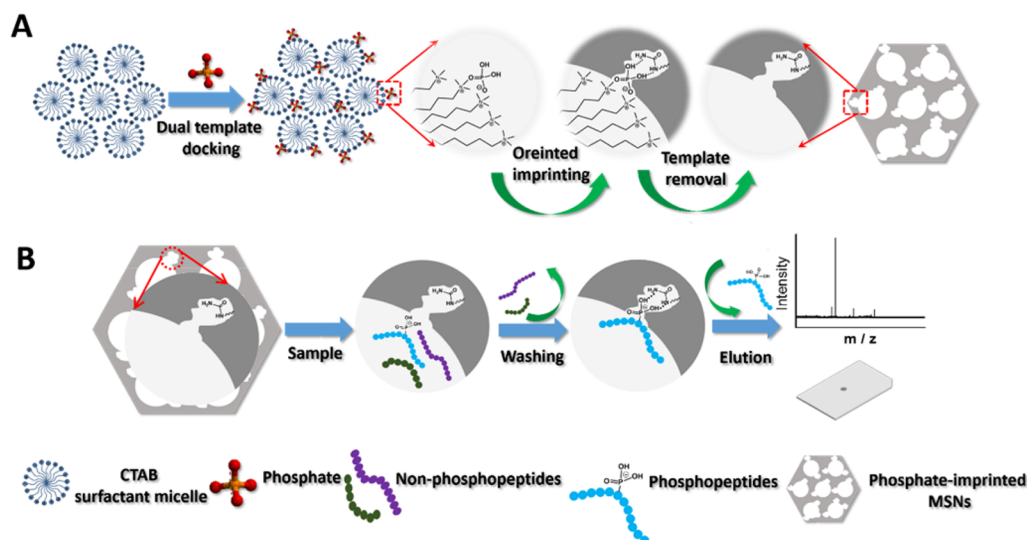 A
Dual template
docking
Oreinted
imprinting
Template
removal
B
Sample
Washing
Elution
Intensity
m / z
CTAB
surfactant micelle
Phosphate
Non-phosphopeptides
Phosphopeptides
Phosphate-imprinted
MSNs